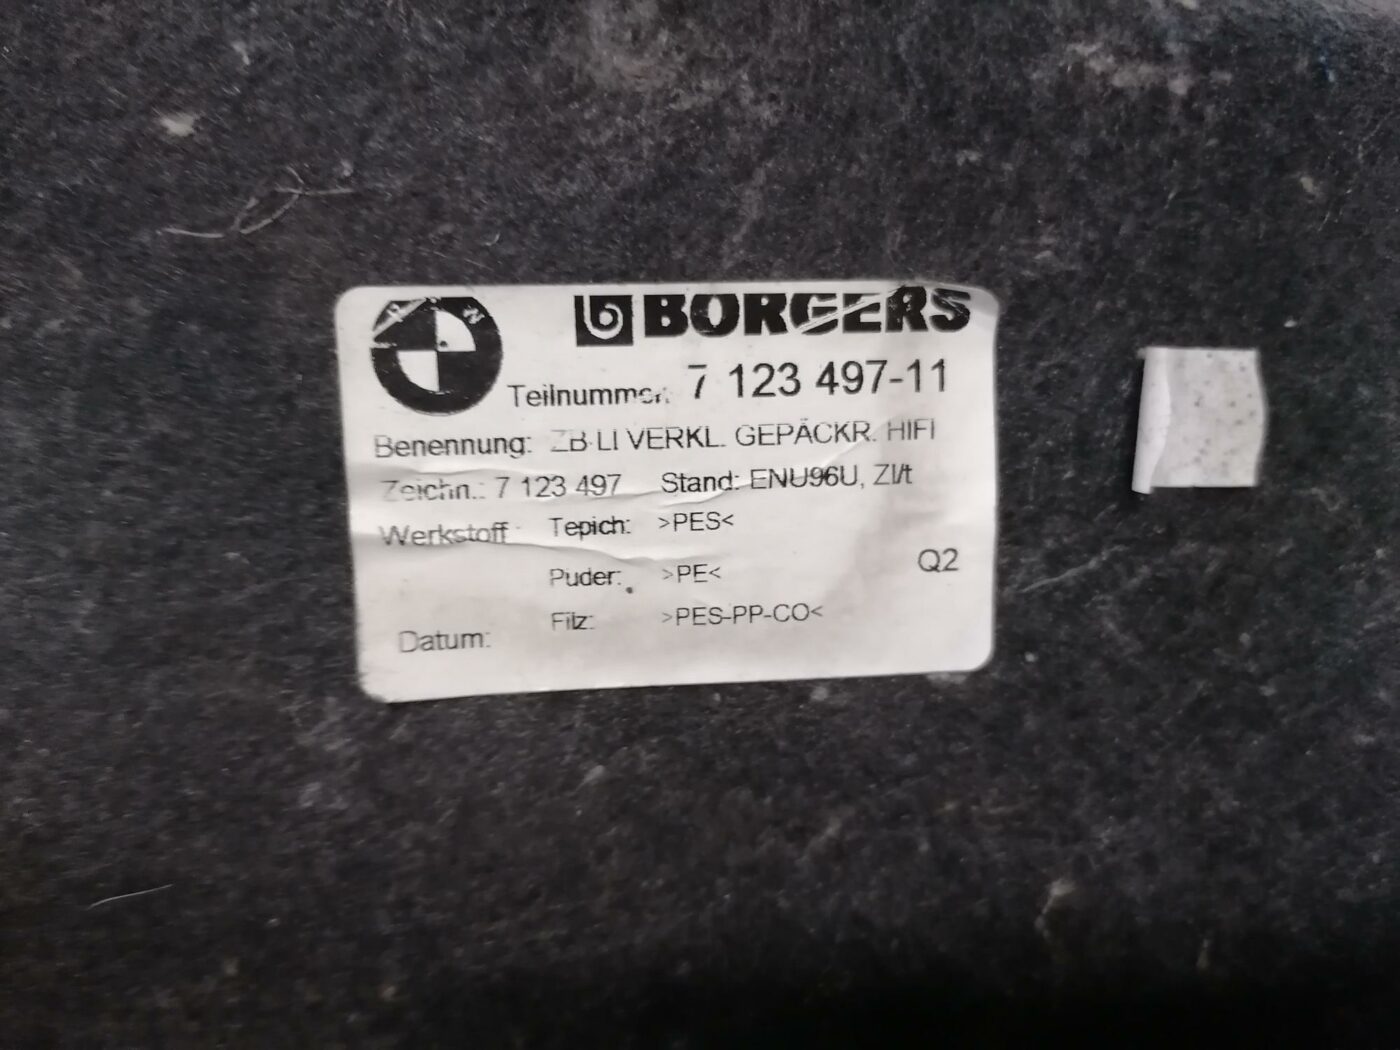 BORGERS
Teilnummer: 7 123 497-11
Benennung: ZB LI VERKL. GEPÄCKR. HIFI
Zeichn.: 7 123 497 Stand: ENU96U, ZI/t
Werkstoff Tepich: >PES<
Puder: >PE<
Q2
Filz: >PES-PP-CO<
Datum: